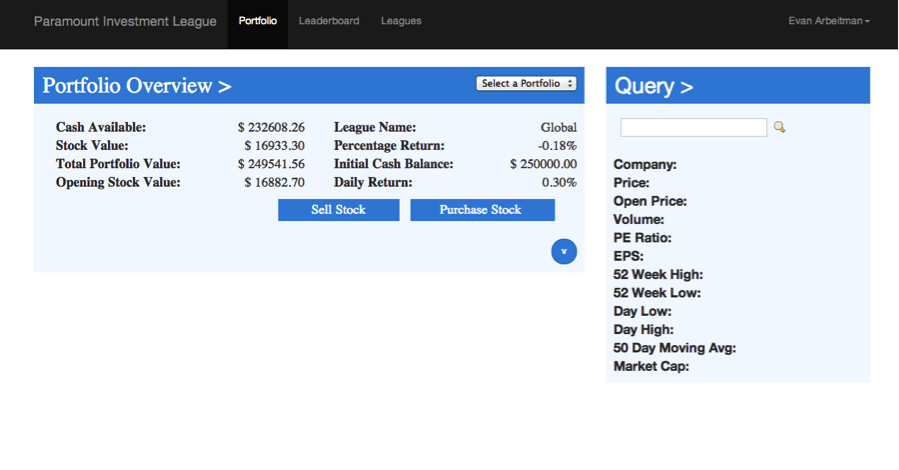 Paramount Investment League Portfolio Leaderboard Leagues Evan Arbeitman
Portfolio Overview > Select a Portfolio
Cash Available: $ 232608.26 League Name: Global
Stock Value: $ 16933.30 Percentage Return: -0.18%
Total Portfolio Value: $ 249541.56 Initial Cash Balance: $ 250000.00
Opening Stock Value: $ 16882.70 Daily Return: 0.30%
Sell Stock Purchase Stock
v
Query >
Company:
Price:
Open Price:
Volume:
PE Ratio:
EPS:
52 Week High:
52 Week Low:
Day Low:
Day High:
50 Day Moving Avg:
Market Cap: